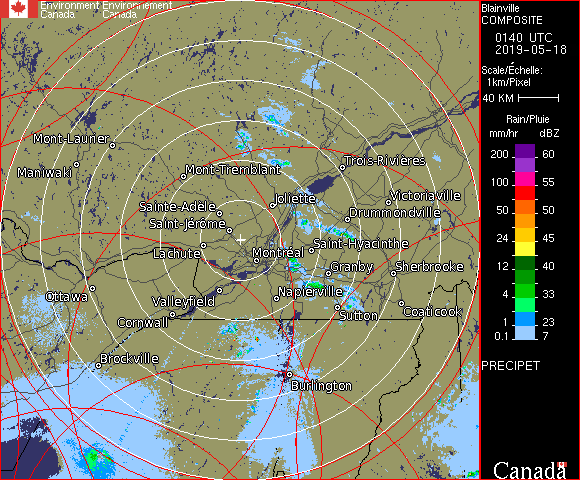 Environment Environnement
Canada Canada
Blainville
COMPOSITE
0140 UTC
2019-05-18
Scale/Échelle:
1km/Pixel
40 KM
Rain/Pluie
mm/hr dBZ
200 60
150 57
100 55
50 50
24 45
12 40
4 33
1 23
0.1 7
PRECIPET
Canada
Mont-Laurier
Maniwaki
Mont-Tremblant
Trois-Rivières
Sainte-Adèle
Joliette
Victoriaville
Drummondville
Saint-Jérôme
Saint-Hyacinthe
Lachute
Montréal
Granby
Sherbrooke
Ottawa
Valleyfield
Napierville
Sutton
Coaticook
Cornwall
Brockville
Burlington